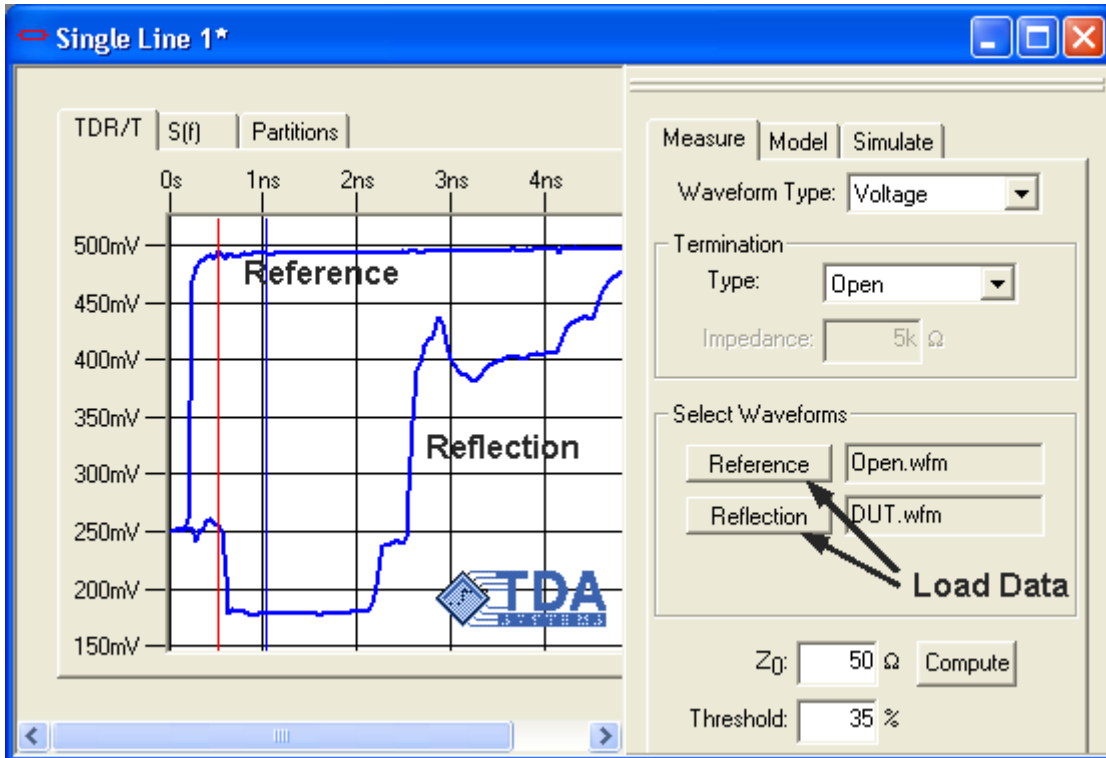 Single Line 1*
TDR/T S(f) Partitions
0s 1ns 2ns 3ns 4ns
500mV
450mV
400mV
350mV
300mV
250mV
200mV
150mV
Reference
Reflection
TDA
SYSTEMS
Measure Model Simulate
Waveform Type: Voltage
Termination
Type: Open
Impedance: 5k Ω
Select Waveforms
Reference Open.wfm
Reflection DUT.wfm
Load Data
Z0: 50 Ω Compute
Threshold: 35 %